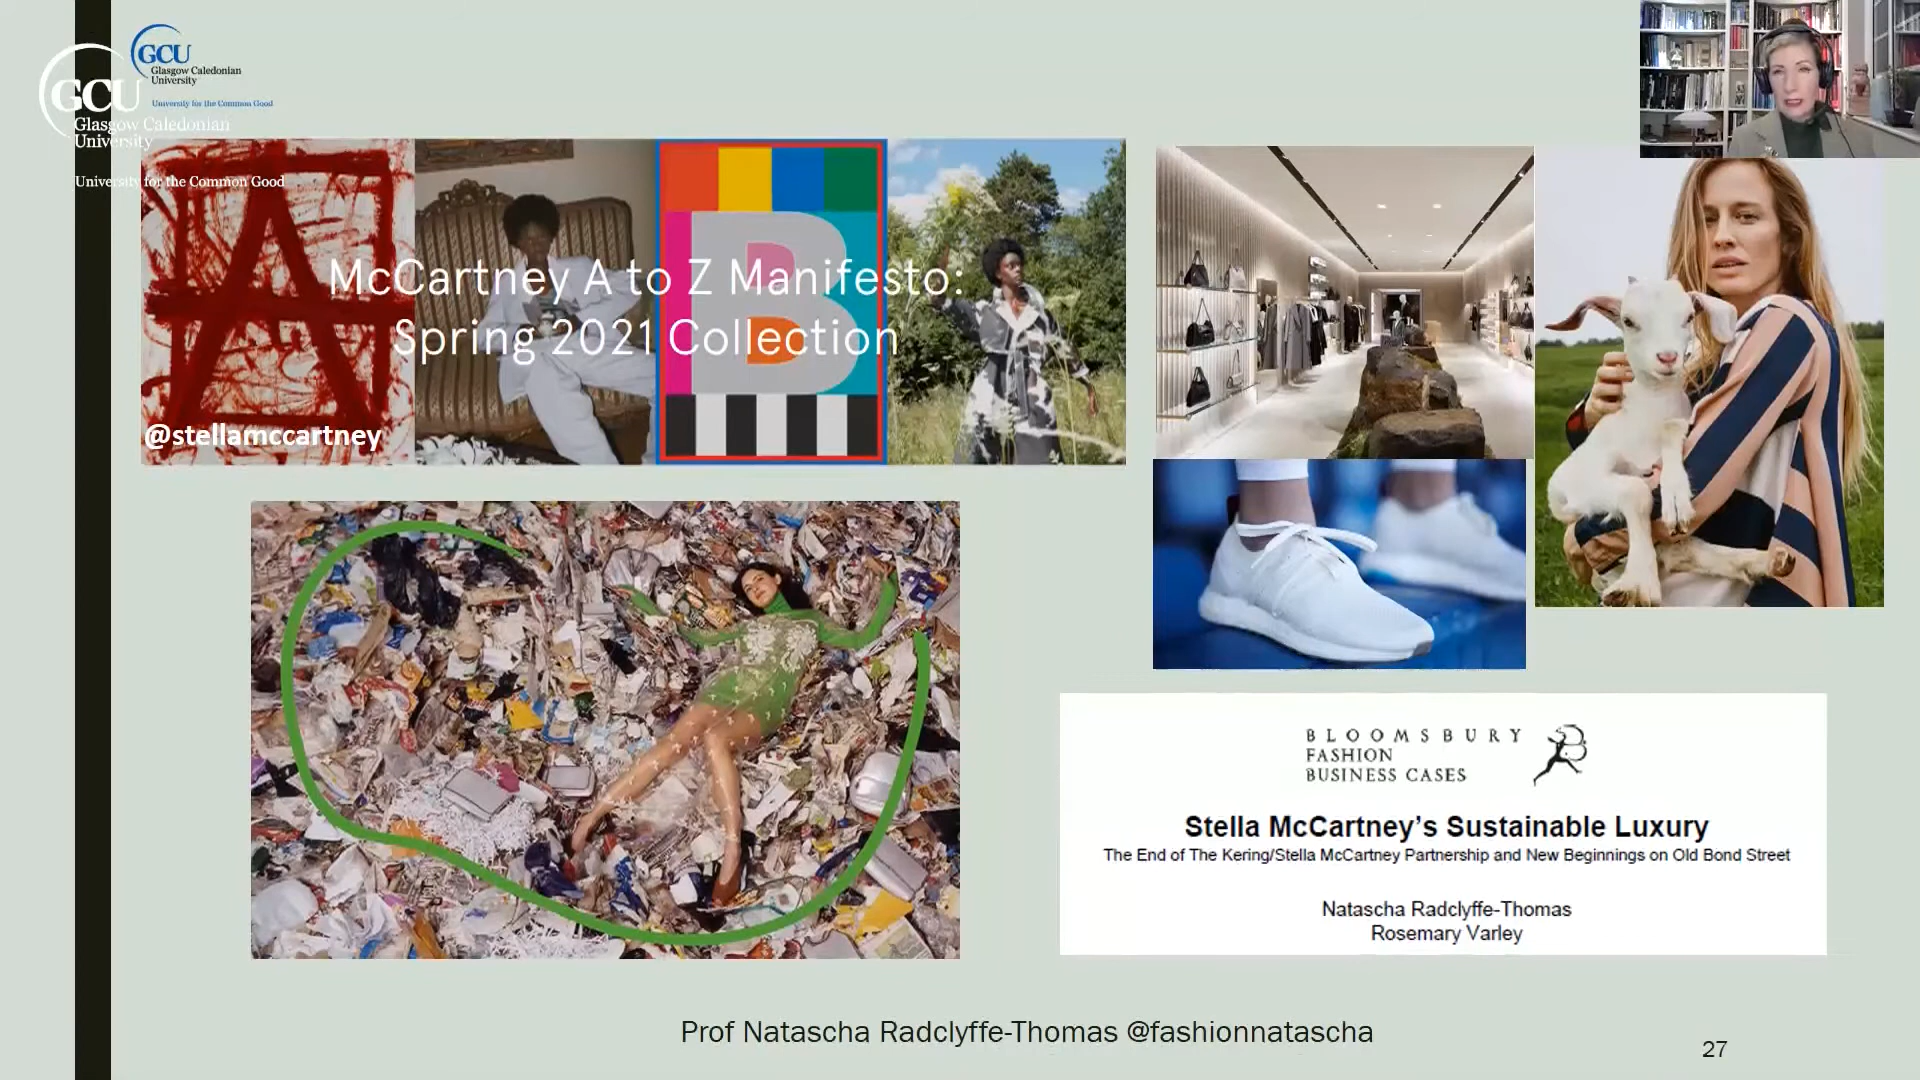 GCU
Glasgow Caledonian
University
University for the Common Good
GCU
Glasgow Caledonian
University
University for the Common Good
McCartney A to Z Manifesto:
Spring 2021 Collection
@stellamccartney
A
B
BLOOMSBURY
FASHION
BUSINESS CASES
Stella McCartney's Sustainable Luxury
The End of The Kering/Stella McCartney Partnership and New Beginnings on Old Bond Street
Natascha Radclyffe-Thomas
Rosemary Varley
Prof Natascha Radclyffe-Thomas @fashionnatascha
27